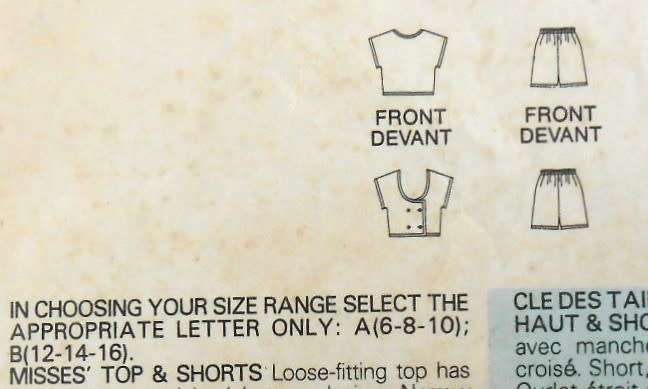 FRONT
DEVANT
FRONT
DEVANT
IN CHOOSING YOUR SIZE RANGE SELECT THE
APPROPRIATE LETTER ONLY: A(6-8-10);
B(12-14-16).
MISSES' TOP & SHORTS Loose-fitting top has
CLE DES TAI
HAUT & SHO
avec manche
croisé. Short,